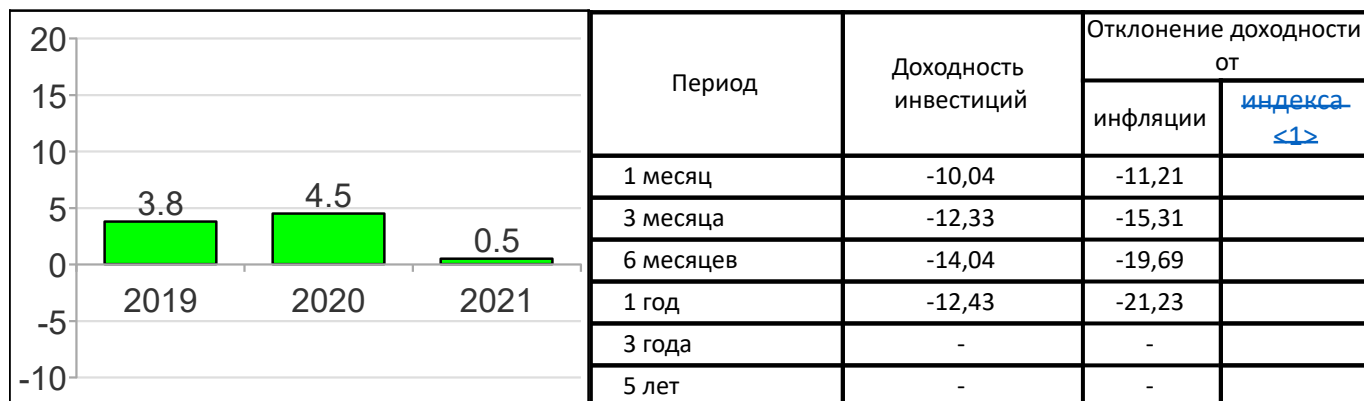 20
15
10
5
0
-5
-10
3.8
4.5
0.5
2019
2020
2021
Период
Доходность
инвестиций
Отклонение доходности
от
инфляции
индекса
<1>
1 месяц -10,04 -11,21
3 месяца -12,33 -15,31
6 месяцев -14,04 -19,69
1 год -12,43 -21,23
3 года - -
5 лет - -